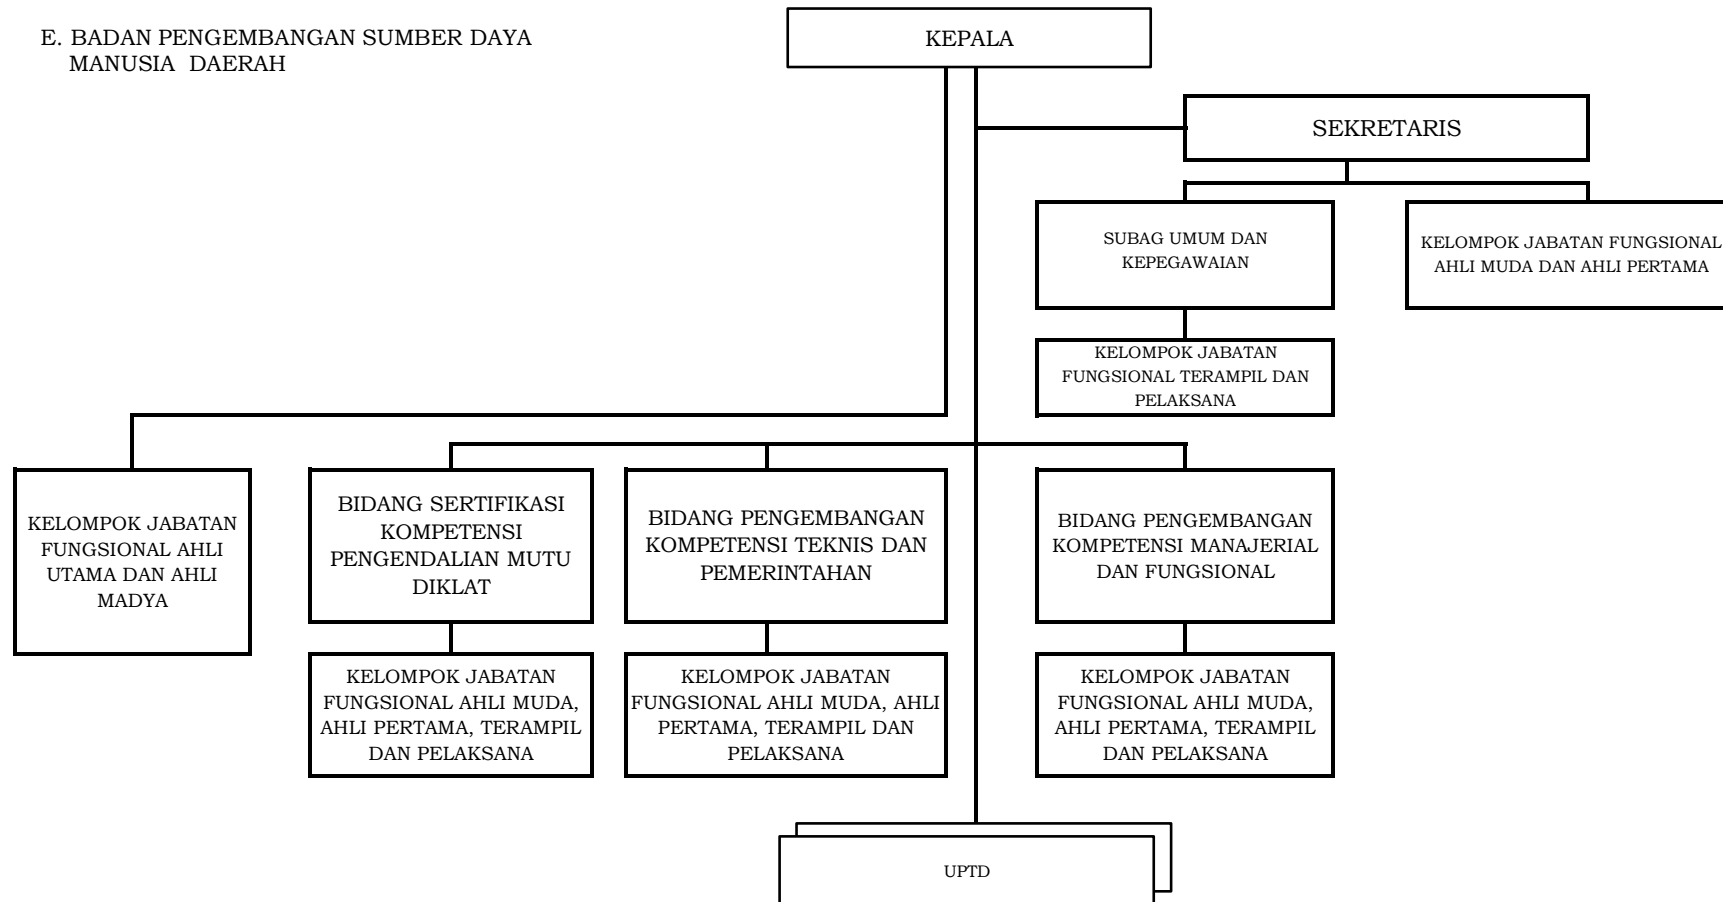 E. BADAN PENGEMBANGAN SUMBER DAYA
MANUSIA DAERAH
KEPALA
SEKRETARIS
SUBAG UMUM DAN
KEPEGAWAIAN
KELOMPOK JABATAN FUNGSIONAL
AHLI MUDA DAN AHLI PERTAMA
KELOMPOK JABATAN
FUNGSIONAL TERAMPIL DAN
PELAKSANA
KELOMPOK JABATAN
FUNGSIONAL AHLI
UTAMA DAN AHLI
MADYA
BIDANG SERTIFIKASI
KOMPETENSI
PENGENDALIAN MUTU
DIKLAT
BIDANG PENGEMBANGAN
KOMPETENSI TEKNIS DAN
PEMERINTAHAN
BIDANG PENGEMBANGAN
KOMPETENSI MANAJERIAL
DAN FUNGSIONAL
KELOMPOK JABATAN
FUNGSIONAL AHLI MUDA,
AHLI PERTAMA, TERAMPIL
DAN PELAKSANA
KELOMPOK JABATAN
FUNGSIONAL AHLI MUDA, AHLI
PERTAMA, TERAMPIL DAN
PELAKSANA
KELOMPOK JABATAN
FUNGSIONAL AHLI MUDA,
AHLI PERTAMA, TERAMPIL
DAN PELAKSANA
UPTD